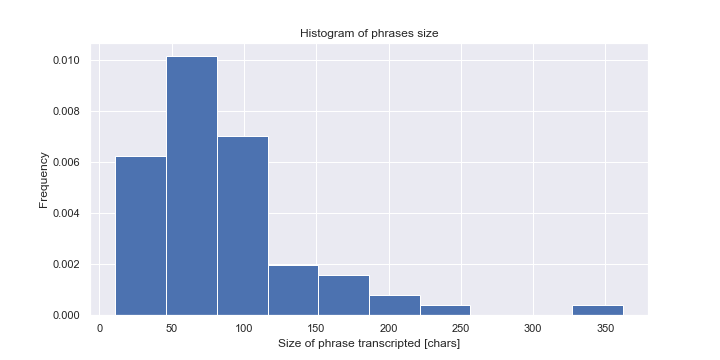 Histogram of phrases size
0.010
0.008
0.006
0.004
0.002
0.000
Frequency
0 50 100 150 200 250 300 350
Size of phrase transcripted [chars]